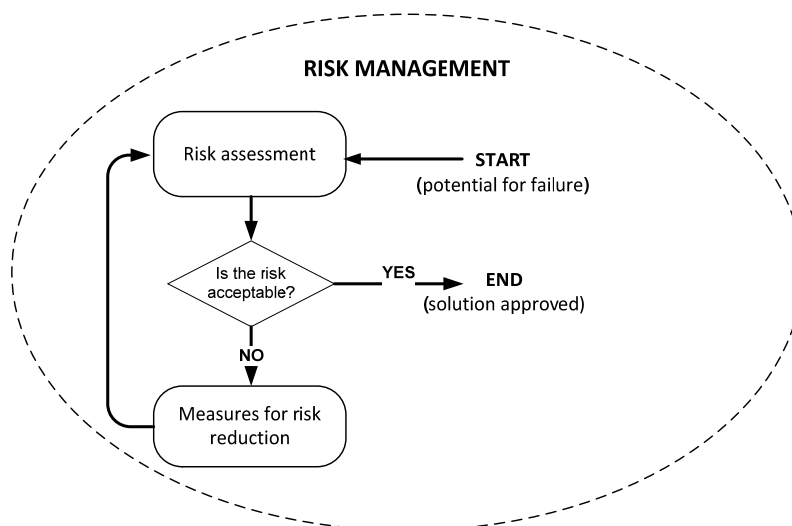 RISK MANAGEMENT
Risk assessment
START
(potential for failure)
Is the risk
acceptable?
YES
END
(solution approved)
NO
Measures for risk
reduction